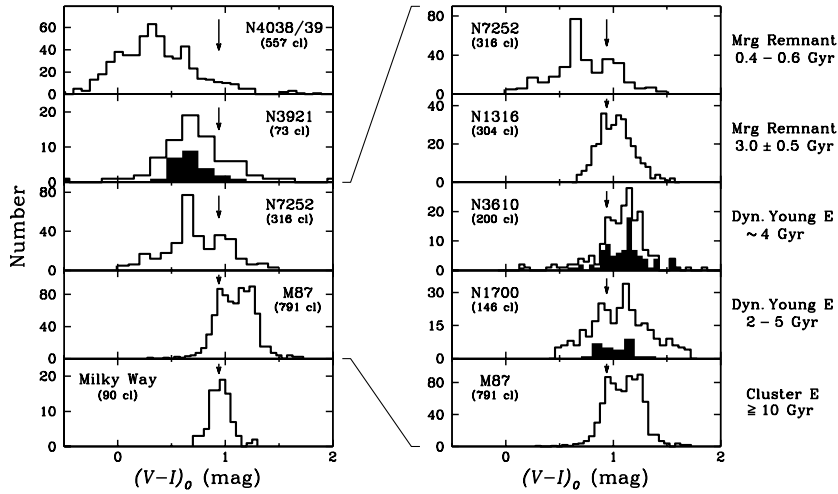 60
40
20
0
N4038/39
(557 cl)
20
10
0
N3921
(73 cl)
80
40
0
N7252
(316 cl)
80
40
0
M87
(791 cl)
20
10
0
Milky Way
(90 cl)
0
1
2
(V−I)₀ (mag)
Number
80
40
0
N7252
(316 cl)
Mrg Remnant
0.4 − 0.6 Gyr
40
20
0
N1316
(304 cl)
Mrg Remnant
3.0 ± 0.5 Gyr
20
10
0
N3610
(200 cl)
Dyn. Young E
~ 4 Gyr
30
15
0
N1700
(146 cl)
Dyn. Young E
2 − 5 Gyr
80
40
0
M87
(791 cl)
Cluster E
≧ 10 Gyr
0
1
2
(V−I)₀ (mag)